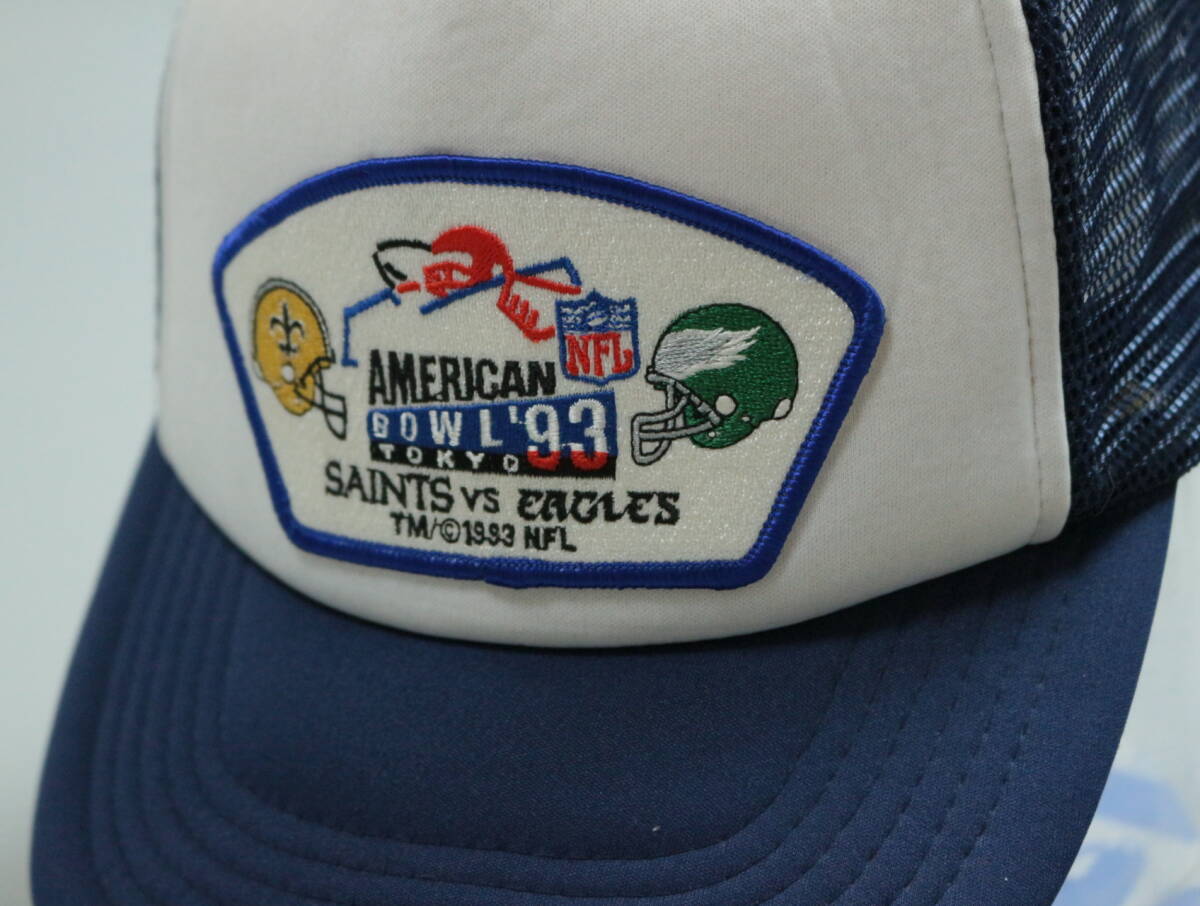 NFL
AMERICAN
BOWL '93
TOKYO
SAINTS VS EAGLES
TM/©1993 NFL